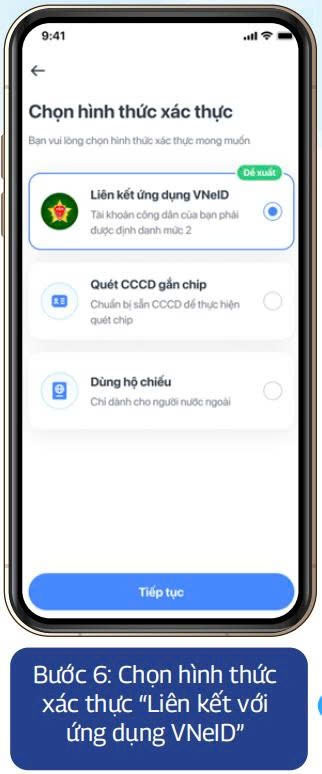 9:41
Chọn hình thức xác thực
Bạn vui lòng chọn hình thức xác thực mong muốn
Đề xuất
Liên kết ứng dụng VNeID
Tài khoản công dân của bạn phải
được định danh mức 2
Quét CCCD gắn chip
Chuẩn bị sẵn CCCD để thực hiện
quét chip
Dùng hộ chiếu
Chỉ dành cho người nước ngoài
Tiếp tục
Bước 6: Chọn hình thức
xác thực “Liên kết với
ứng dụng VNeID”